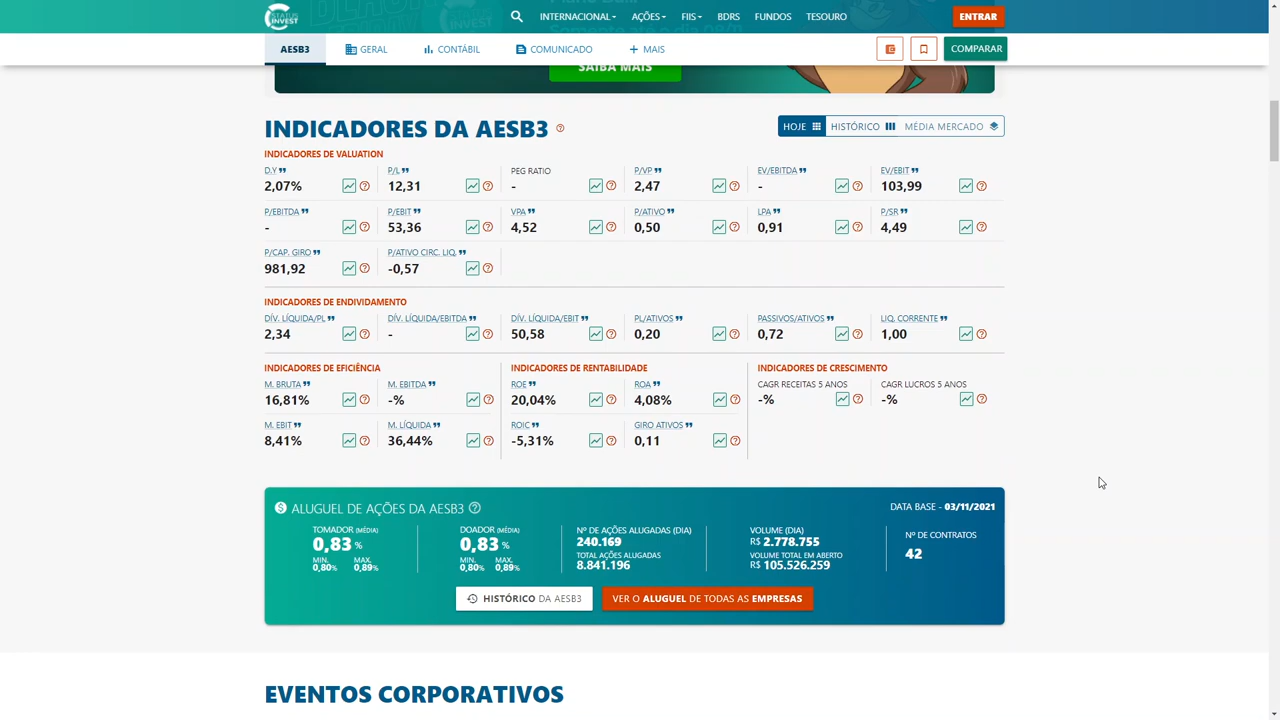 STATUS INVEST
INTERNACIONAL
AÇÕES
FIIS
BDRS
FUNDOS
TESOURO
ENTRAR
AESB3
GERAL
CONTÁBIL
COMUNICADO
+ MAIS
COMPARAR
SAIBA MAIS
INDICADORES DA AESB3
HOJE
HISTÓRICO
MÉDIA MERCADO
INDICADORES DE VALUATION
D.Y P/L PEG RATIO P/VP EV/EBITDA EV/EBIT
2,07% 12,31 - 2,47 - 103,99
P/EBITDA P/EBIT VPA P/ATIVO LPA P/SR
- 53,36 4,52 0,50 0,91 4,49
P/CAP. GIRO P/ATIVO CIRC. LIQ.
981,92 -0,57
INDICADORES DE ENDIVIDAMENTO
DÍV. LÍQUIDA/PL DÍV. LÍQUIDA/EBITDA DÍV. LÍQUIDA/EBIT PL/ATIVOS PASSIVOS/ATIVOS LIQ. CORRENTE
2,34 - 50,58 0,20 0,72 1,00
INDICADORES DE EFICIÊNCIA INDICADORES DE RENTABILIDADE INDICADORES DE CRESCIMENTO
M. BRUTA M. EBITDA ROE ROA CAGR RECEITAS 5 ANOS CAGR LUCROS 5 ANOS
16,81% -% 20,04% 4,08% -% -%
M. EBIT M. LÍQUIDA ROIC GIRO ATIVOS
8,41% 36,44% -5,31% 0,11
ALUGUEL DE AÇÕES DA AESB3
DATA BASE - 03/11/2021
TOMADOR (MÉDIA) DOADOR (MÉDIA) Nº DE AÇÕES ALUGADAS (DIA) VOLUME (DIA) Nº DE CONTRATOS
0,83 % 0,83 % 240.169 R$ 2.778.755 42
MIN. MAX. MIN. MAX. TOTAL AÇÕES ALUGADAS VOLUME TOTAL EM ABERTO
0,80% 0,89% 0,80% 0,89% 8.841.196 R$ 105.526.259
HISTÓRICO DA AESB3
VER O ALUGUEL DE TODAS AS EMPRESAS
EVENTOS CORPORATIVOS